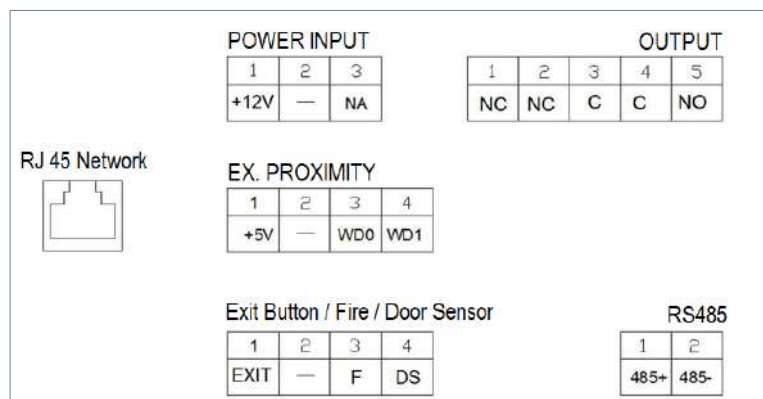 POWER INPUT
1 2 3
+12V — NA
OUTPUT
1 2 3 4 5
NC NC C C NO
RJ 45 Network
EX. PROXIMITY
1 2 3 4
+5V — WD0 WD1
Exit Button / Fire / Door Sensor
1 2 3 4
EXIT — F DS
RS485
1 2
485+ 485-